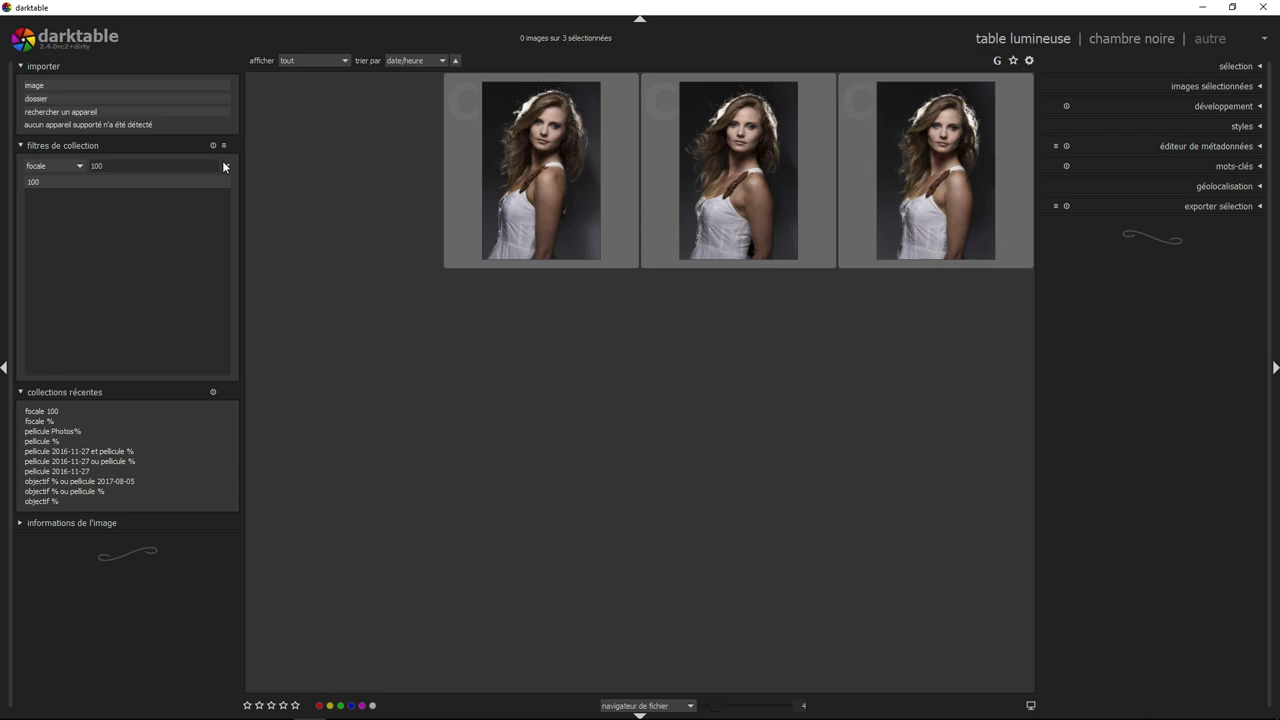 darktable
darktable
2.4.0rc2+dirty
0 images sur 3 sélectionnées
table lumineuse | chambre noire | autre
afficher tout trier par date/heure
G
importer
image
dossier
rechercher un appareil
aucun appareil supporté n'a été détecté
filtres de collection
focale 100
100
collections récentes
focale 100
focale %
pellicule Photos%
pellicule %
pellicule 2016-11-27 et pellicule %
pellicule 2016-11-27 ou pellicule %
pellicule 2016-11-27
objectif % ou pellicule 2017-08-05
objectif % ou pellicule %
objectif %
informations de l'image
C
C
C
sélection
images sélectionnées
développement
styles
éditeur de métadonnées
mots-clés
géolocalisation
exporter sélection
navigateur de fichier 4